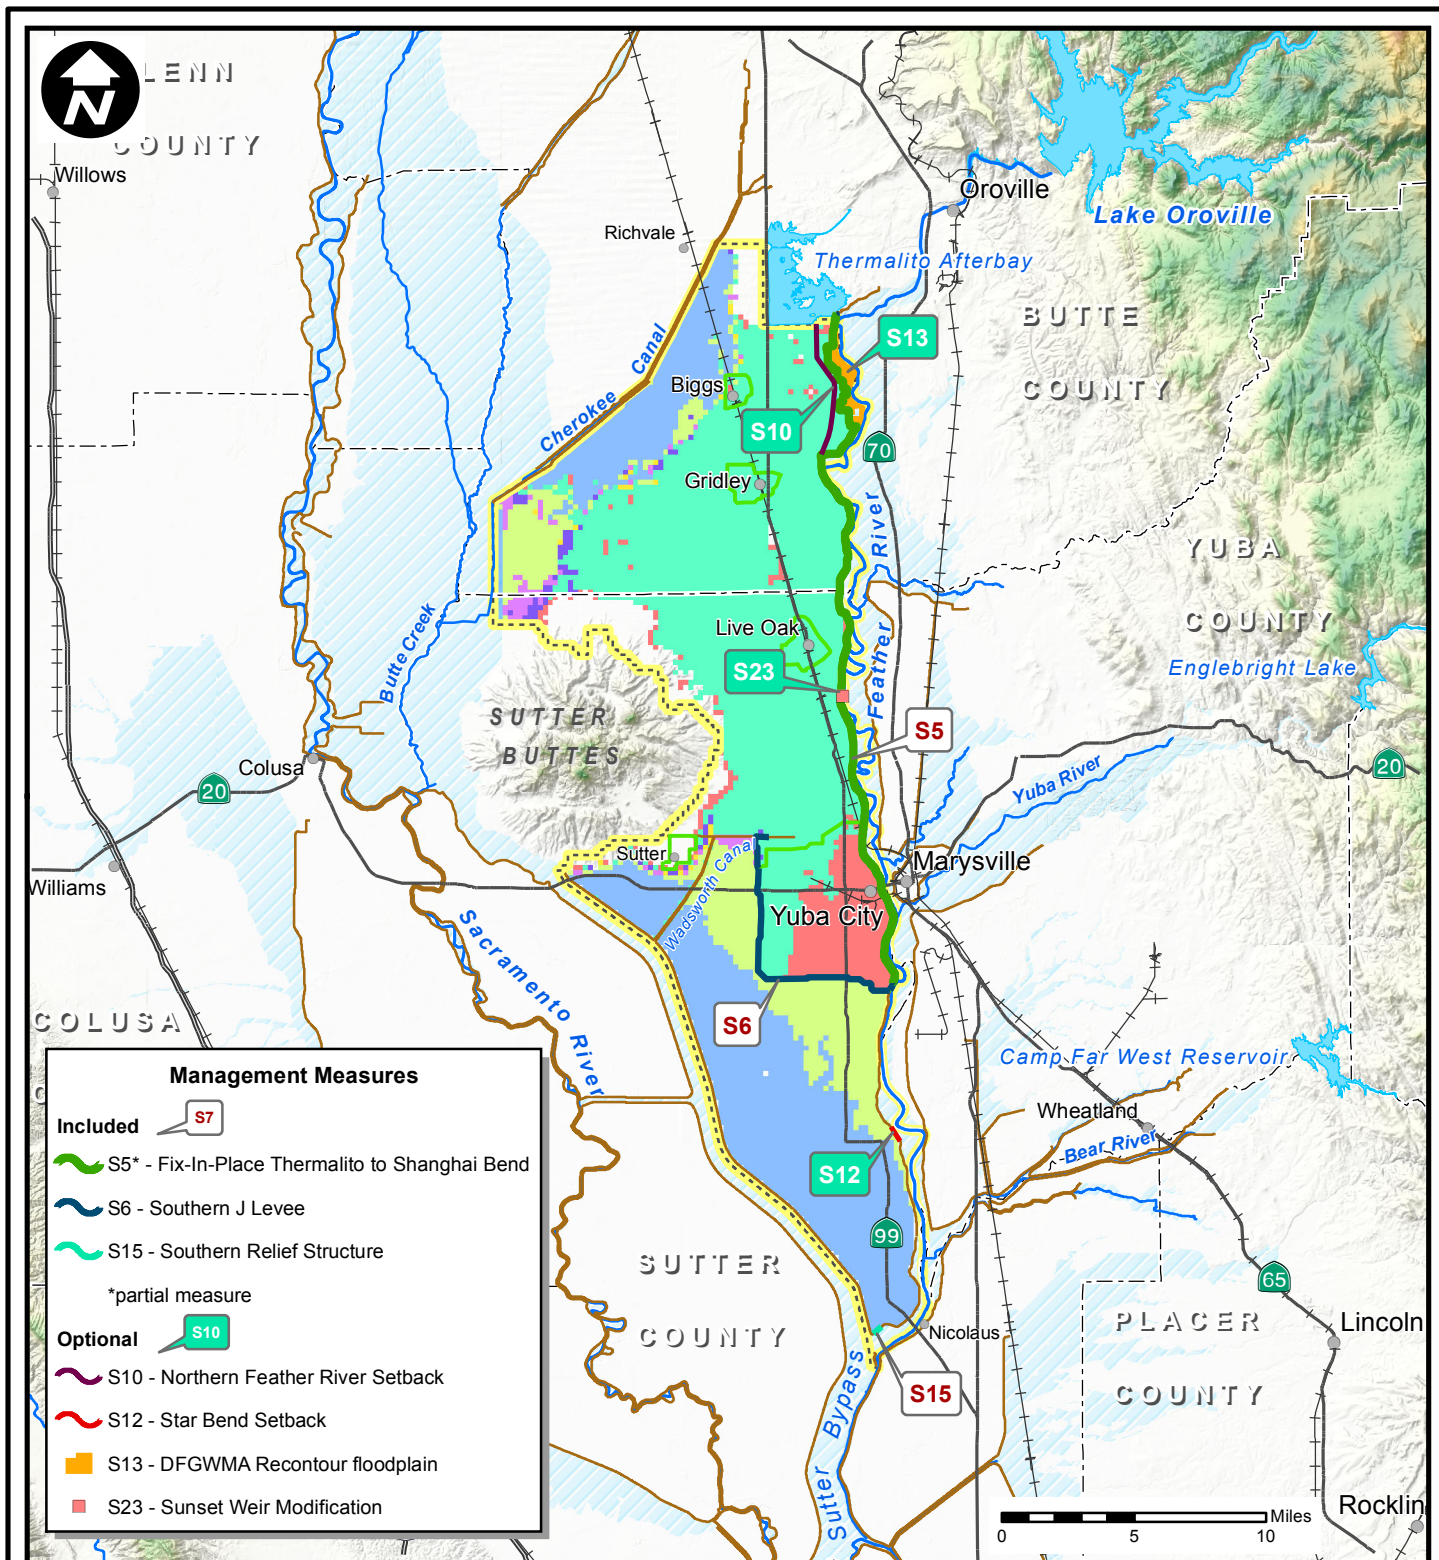 N
LENN
COUNTY
Willows
Richvale
Oroville
Lake Oroville
Thermalito Afterbay
BUTTE
COUNTY
S13
Cherokee Canal
Biggs
S10
70
Gridley
Feather River
YUBA
COUNTY
Englebright Lake
Butte Creek
Live Oak
S23
SUTTER
BUTTES
S5
Colusa
20
20
Yuba River
Sutter
Wadsworth Canal
Marysville
Williams
Yuba City
Sacramento River
COLUSA
C
S6
Camp Far West Reservoir
Wheatland
Bear River
S12
99
SUTTER
COUNTY
65
PLACER
COUNTY
Lincoln
Nicolaus
S15
Sutter Bypass
Rocklin
Management Measures
Included S7
S5* - Fix-In-Place Thermalito to Shanghai Bend
S6 - Southern J Levee
S15 - Southern Relief Structure
*partial measure
Optional S10
S10 - Northern Feather River Setback
S12 - Star Bend Setback
S13 - DFGWMA Recontour floodplain
S23 - Sunset Weir Modification
Miles
0 5 10